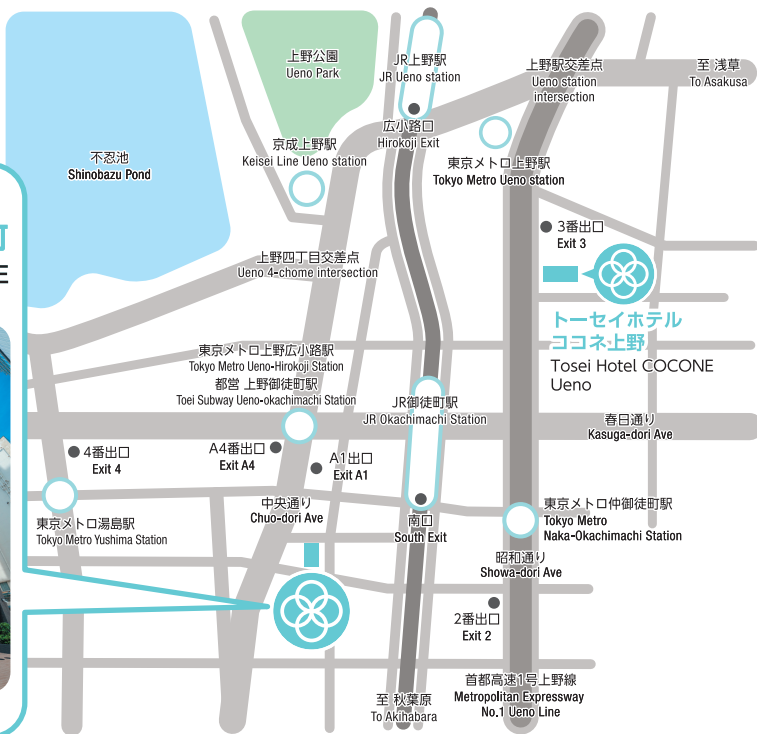 上野公園
Ueno Park
JR上野駅
JR Ueno station
上野駅交差点
Ueno station
intersection
至 浅草
To Asakusa
広小路口
Hirokoji Exit
京成上野駅
Keisei Line Ueno station
不忍池
Shinobazu Pond
東京メトロ上野駅
Tokyo Metro Ueno station
町
E
3番出口
Exit 3
上野四丁目交差点
Ueno 4-chome intersection
トーセイホテル
ココネ上野
Tosei Hotel COCONE
Ueno
東京メトロ上野広小路駅
Tokyo Metro Ueno-Hirokoji Station
都営 上野御徒町駅
Toei Subway Ueno-okachimachi Station
JR御徒町駅
JR Okachimachi Station
春日通り
Kasuga-dori Ave
4番出口
Exit 4
A4番出口
Exit A4
A1出口
Exit A1
中央通り
Chuo-dori Ave
南口
South Exit
東京メトロ湯島駅
Tokyo Metro Yushima Station
東京メトロ仲御徒町駅
Tokyo Metro
Naka-Okachimachi Station
昭和通り
Showa-dori Ave
2番出口
Exit 2
首都高速1号上野線
Metropolitan Expressway
No.1 Ueno Line
至 秋葉原
To Akihabara